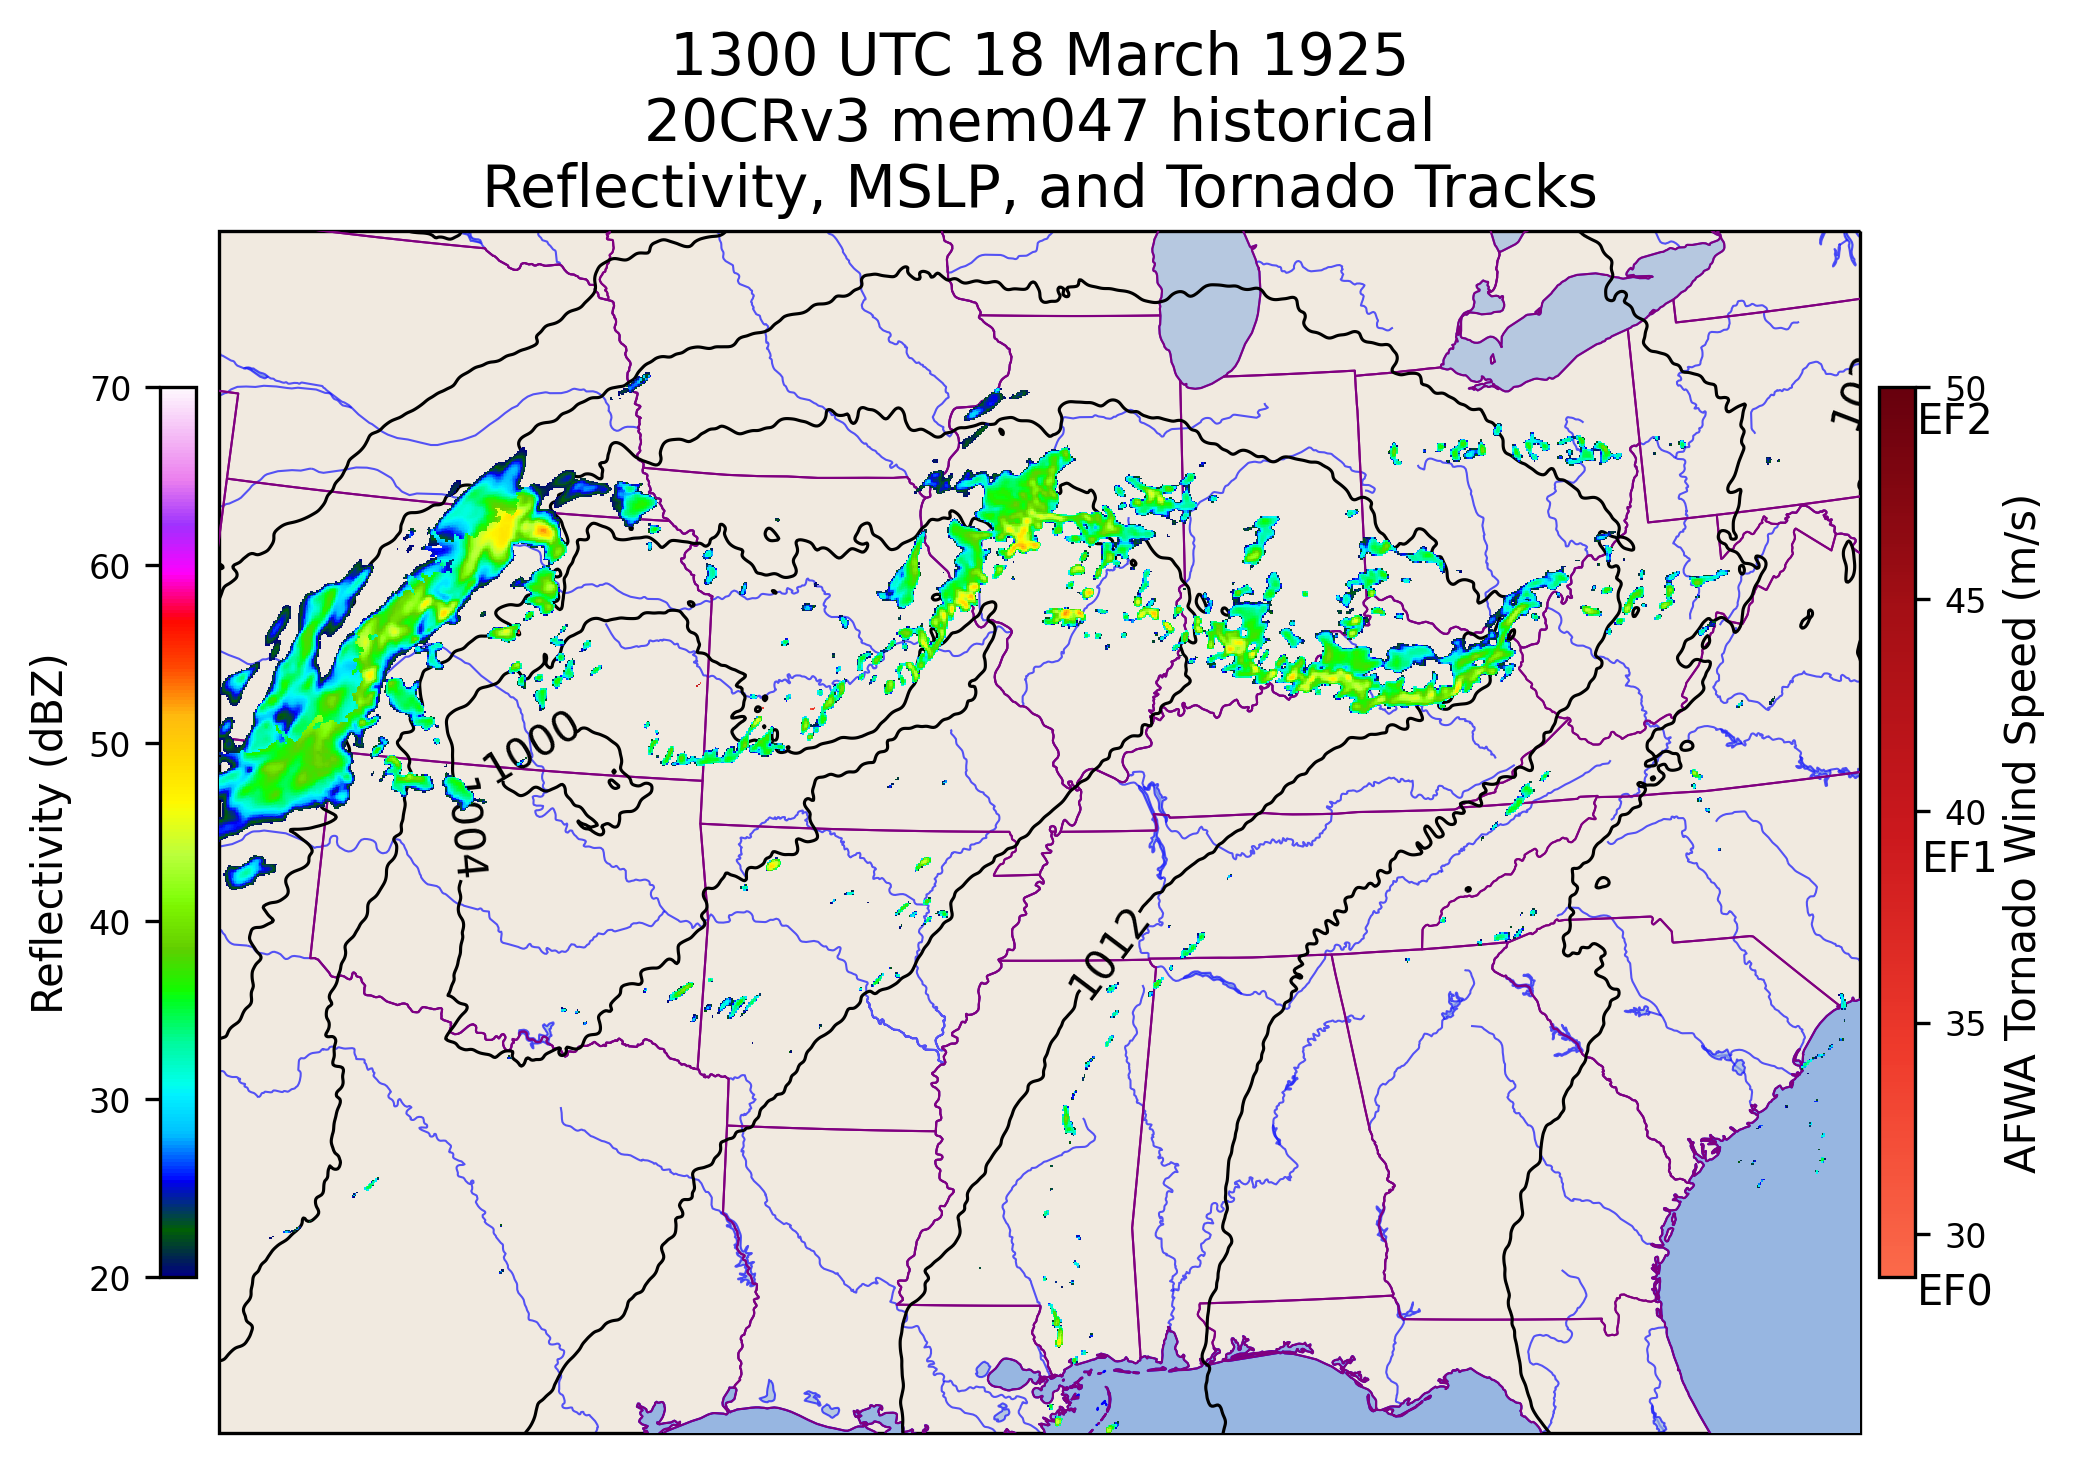 1300 UTC 18 March 1925
20CRv3 mem047 historical
Reflectivity, MSLP, and Tornado Tracks
Reflectivity (dBZ)
70
60
50
40
30
20
1000
1004
1012
50
EF2
45
40
EF1
35
30
EF0
AFWA Tornado Wind Speed (m/s)